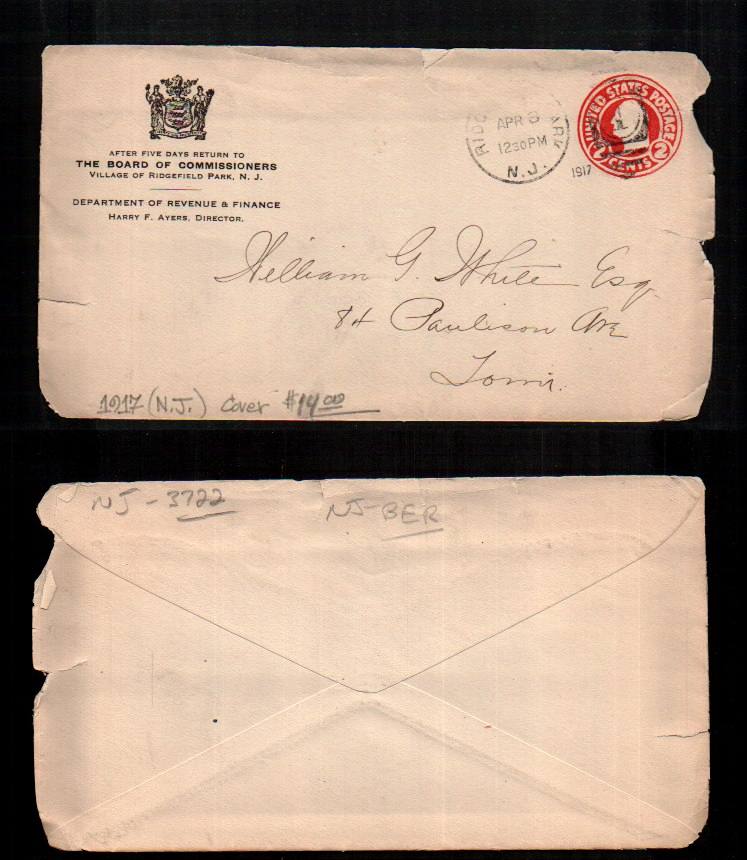 AFTER FIVE DAYS RETURN TO
THE BOARD OF COMMISSIONERS
VILLAGE OF RIDGEFIELD PARK, N. J.
DEPARTMENT OF REVENUE & FINANCE
HARRY F. AYERS, DIRECTOR.
RIDG ARK
APR
1230PM
N.J.
1917
UNITED STATES POSTAGE
2 CENTS 2
William G. White Esq
84 Paulison Ave
Town.
1917 (N.J.) Cover $14.00
NJ-3722
NJ-BER